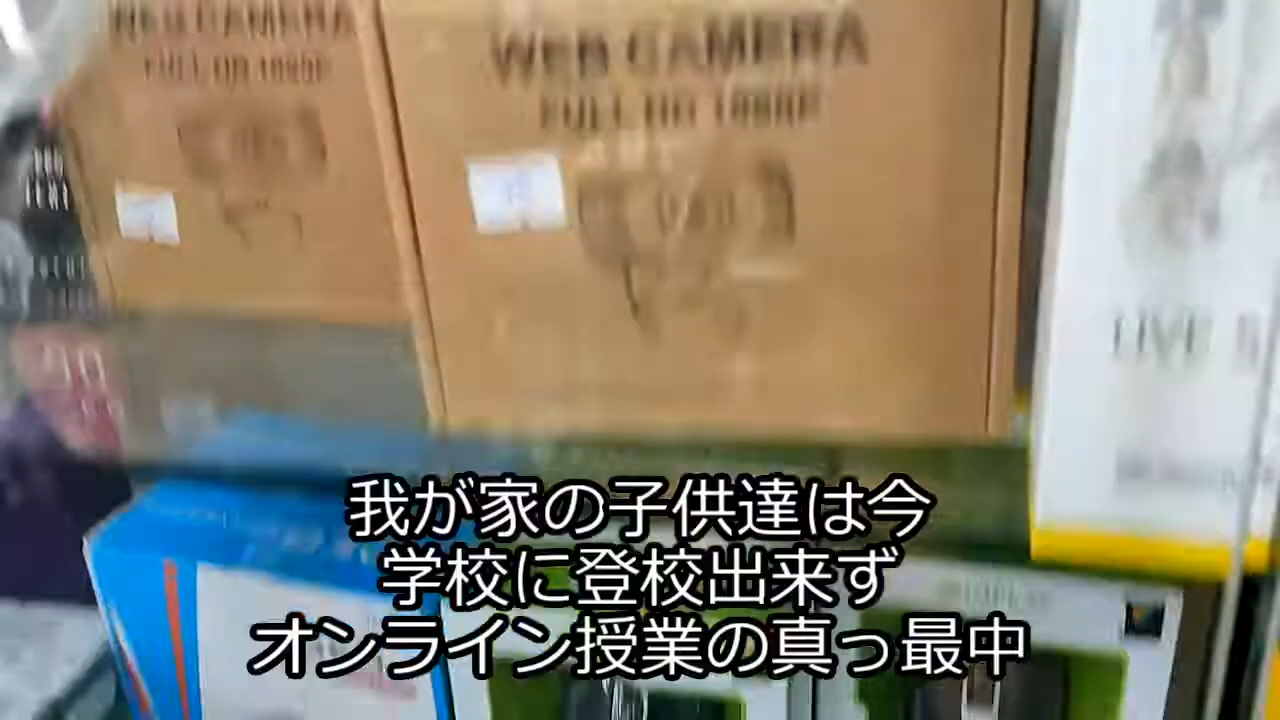 WEB CAMERA
FULL HD 1080P
WEB CAMERA
FULL HD 1080P
LIVE
我が家の子供達は今
学校に登校出来ず
オンライン授業の真っ最中